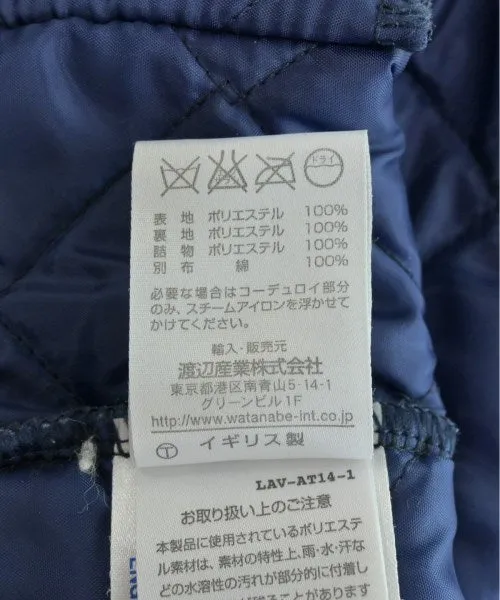 ドライ
表 地 ポリエステル 100%
裏 地 ポリエステル 100%
詰 物 ポリエステル 100%
別 布 綿 100%
必要な場合はコーデュロイ部分
のみ、スチームアイロンを浮かせて
かけてください。
輸入・販売元
渡辺産業株式会社
東京都港区南青山5-14-1
グリーンビル1F
http://www.watanabe-int.co.jp
イギリス製
LAV-AT14-1
お取り扱い上のご注意
本製品に使用されているポリエステ
ル素材は、素材の特性上、雨・水・汗な
どの水溶性の汚れが部分的に付着し
ENG